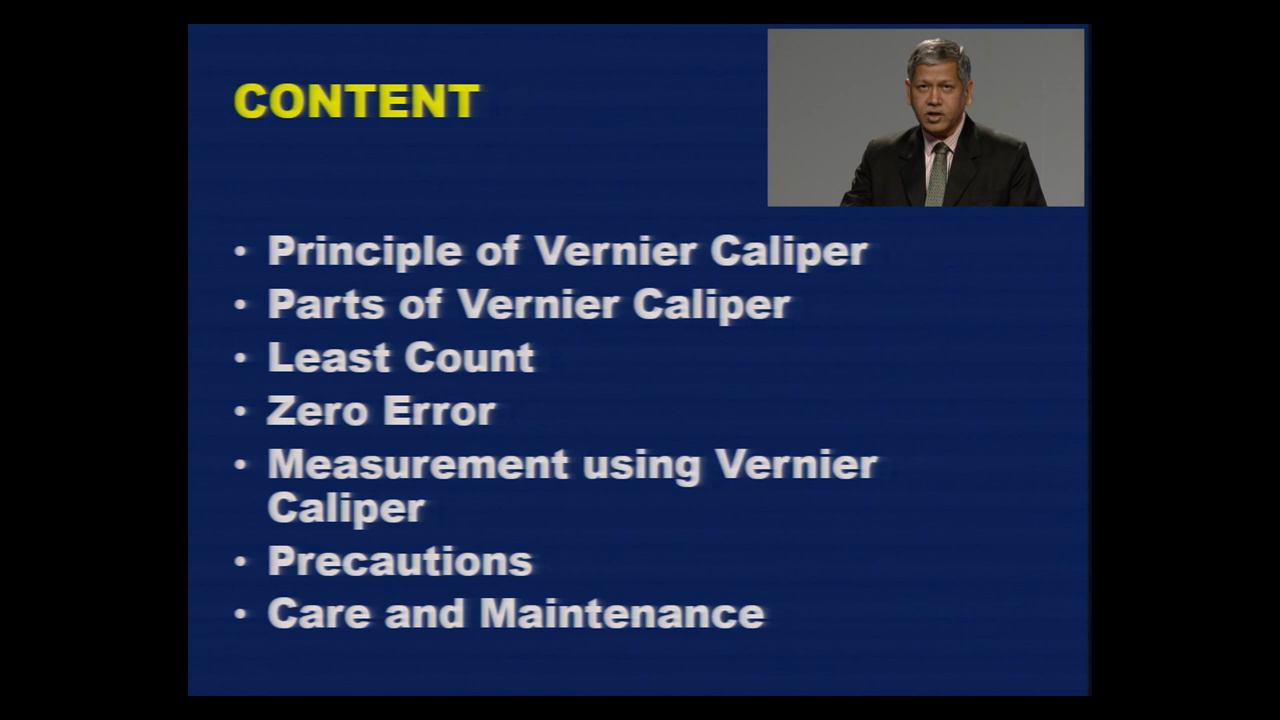 CONTENT
• Principle of Vernier Caliper
• Parts of Vernier Caliper
• Least Count
• Zero Error
• Measurement using Vernier
Caliper
• Precautions
• Care and Maintenance